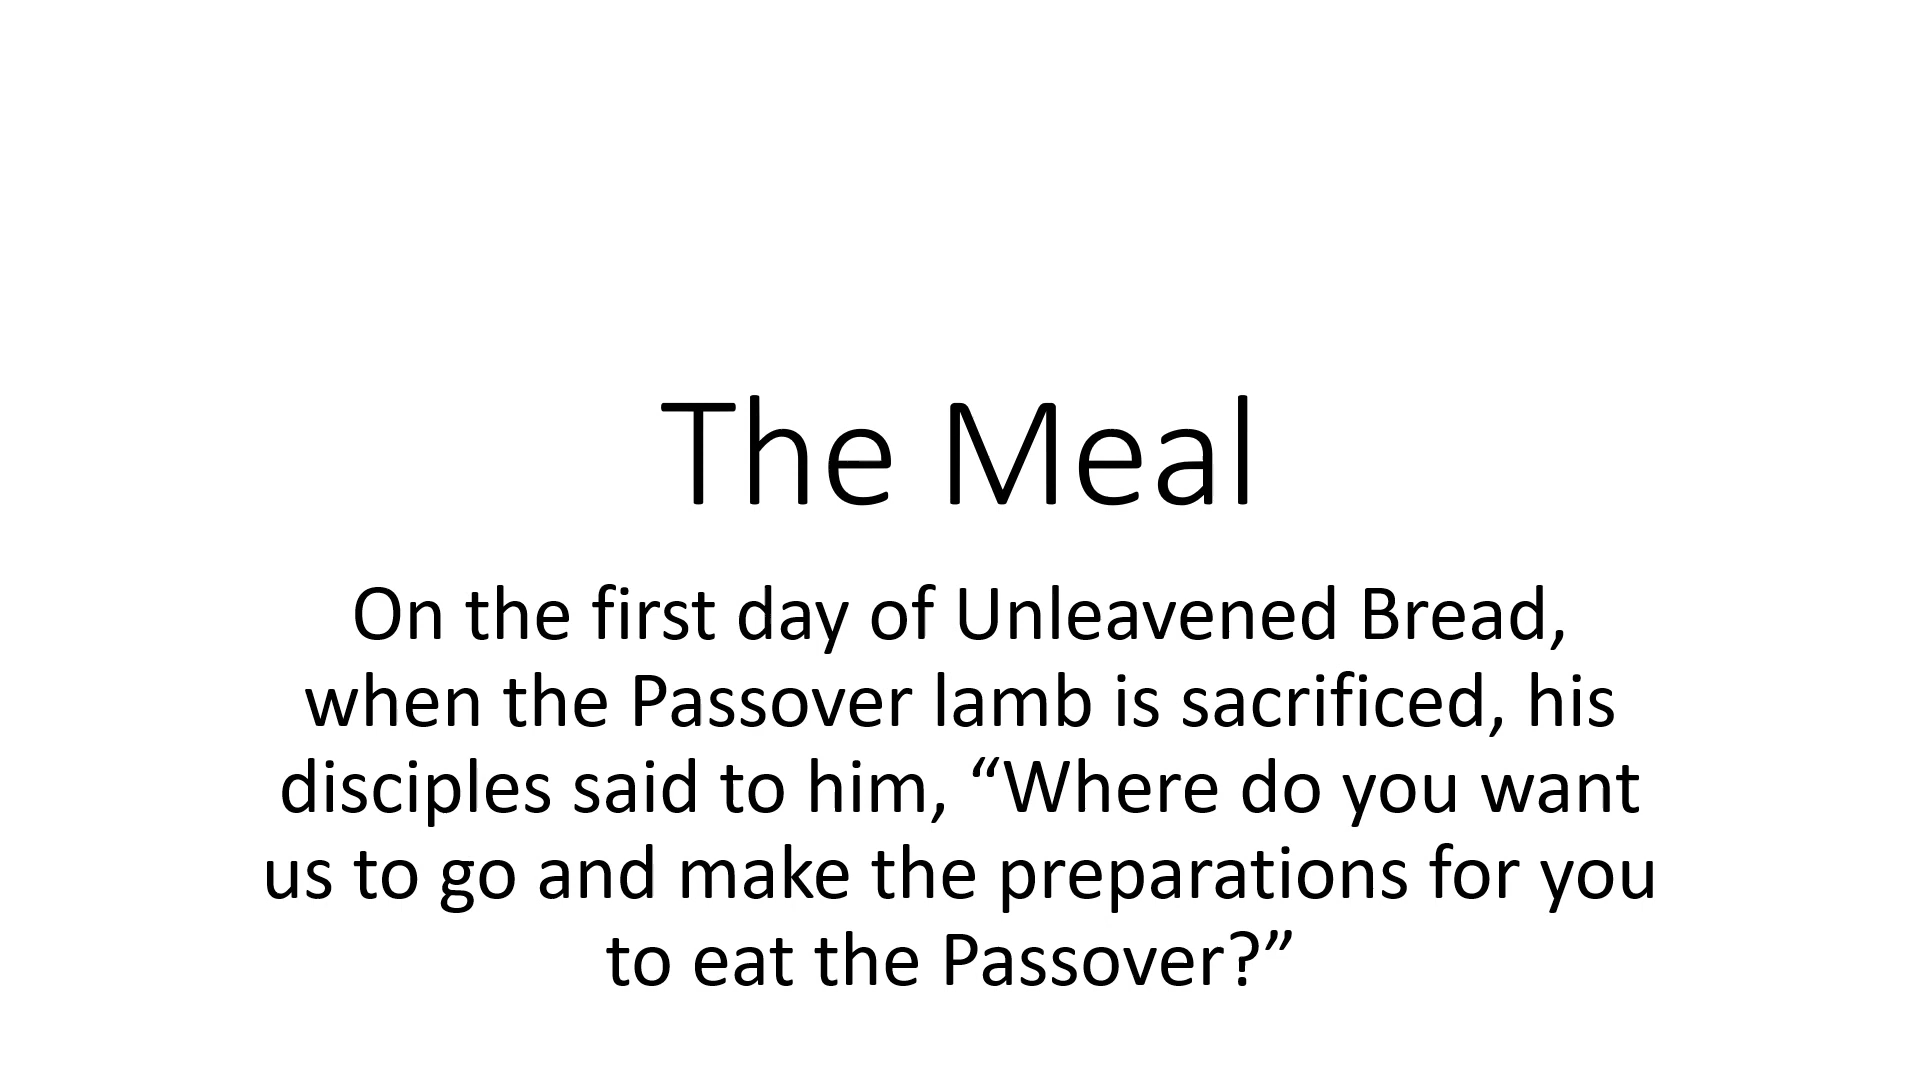 The Meal
On the first day of Unleavened Bread,
when the Passover lamb is sacrificed, his
disciples said to him, “Where do you want
us to go and make the preparations for you
to eat the Passover?”